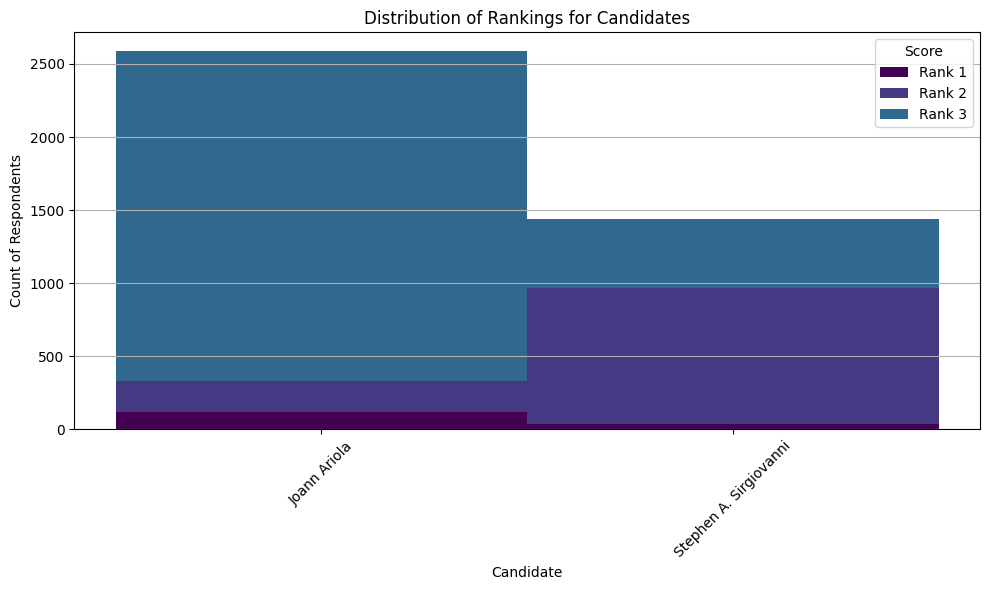 Distribution of Rankings for Candidates
Score
Rank 1
Rank 2
Rank 3
Count of Respondents
2500
2000
1500
1000
500
0
Joann Ariola
Stephen A. Sirgiovanni
Candidate